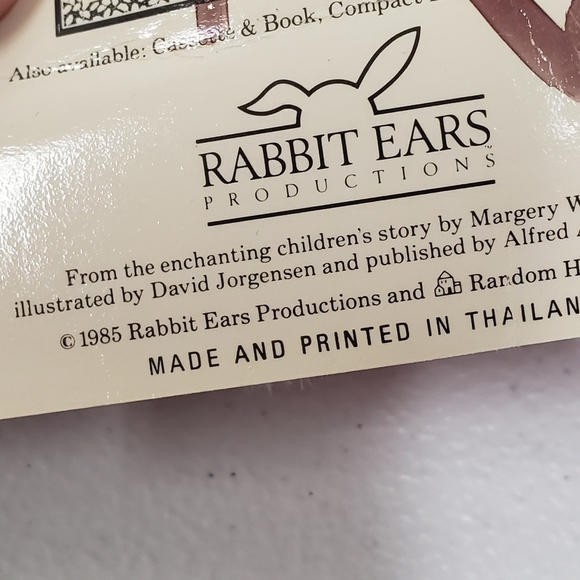 Also available: Cassette & Book, Compact
RABBIT EARS™
PRODUCTIONS
From the enchanting children's story by Margery W
illustrated by David Jorgensen and published by Alfred A
© 1985 Rabbit Ears Productions and Random H
MADE AND PRINTED IN THAILAN